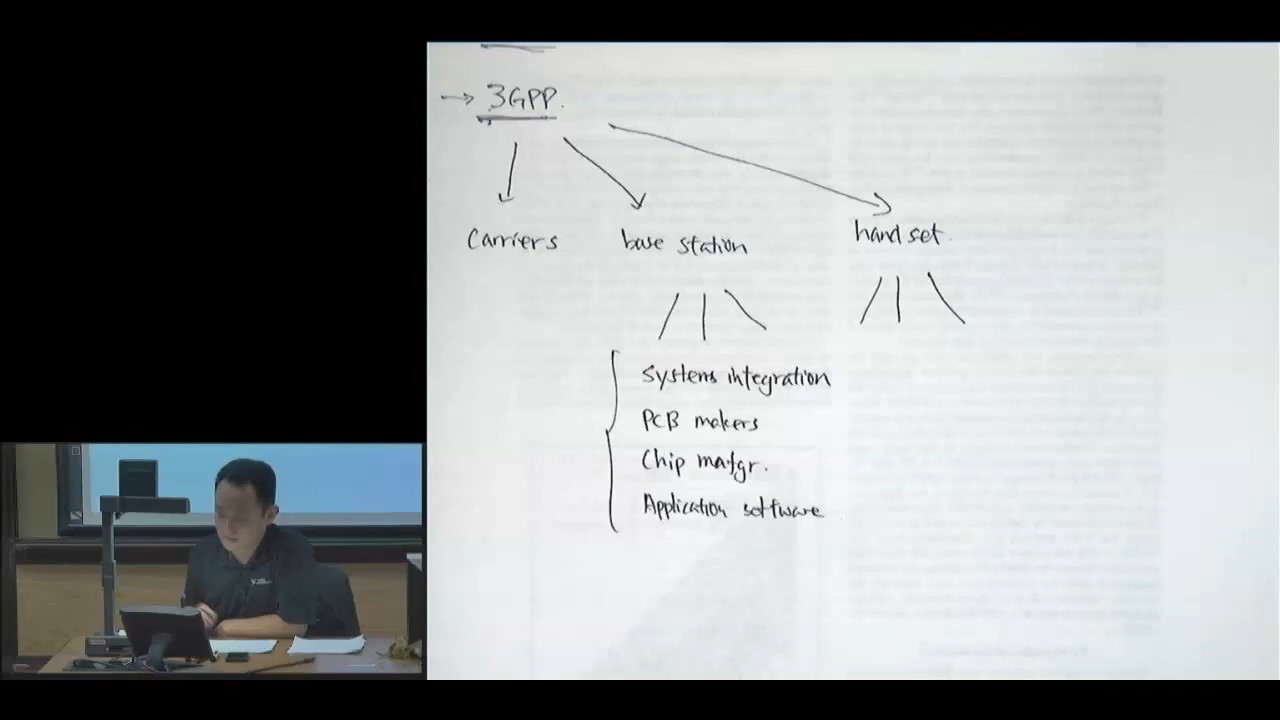 → 3GPP.
Carriers
base station
hand set.
Systems integration
PCB makers
Chip mafgr.
Application software